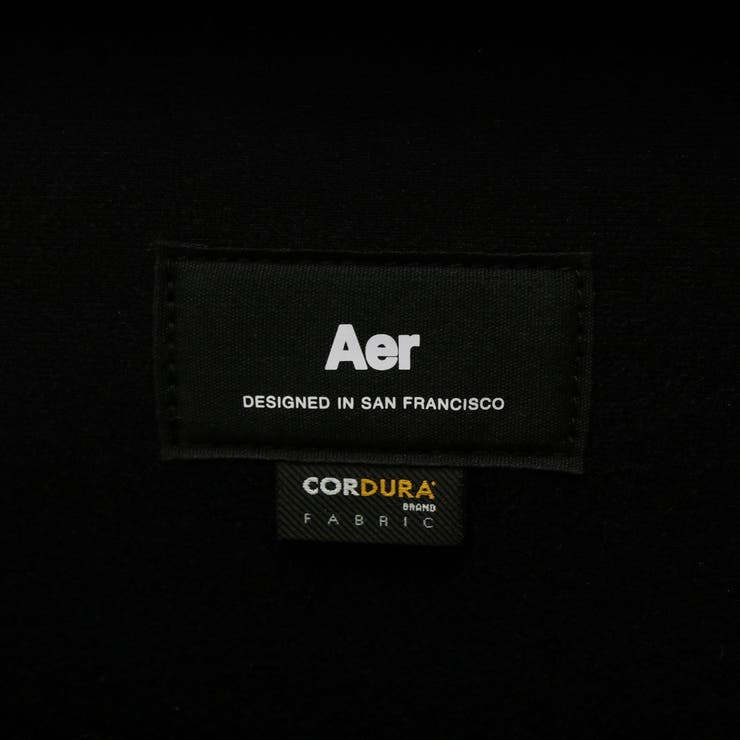 Aer
DESIGNED IN SAN FRANCISCO
CORDURA
BRAND
FABRIC